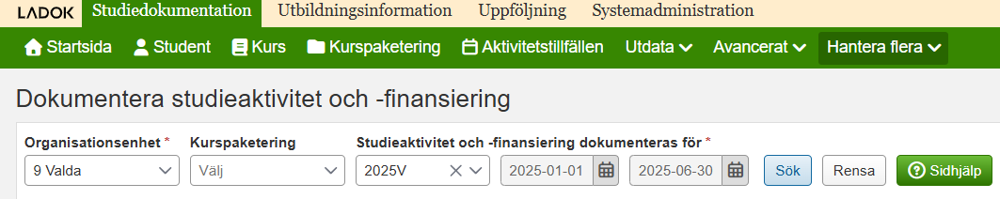 LADOK Studiedokumentation Utbildningsinformation Uppföljning Systemadministration
Startsida Student Kurs Kurspaketering Aktivitetstillfällen Utdata Avancerat Hantera flera
Dokumentera studieaktivitet och -finansiering
Organisationsenhet * Kurspaketering Studieaktivitet och -finansiering dokumenteras för *
9 Valda Välj 2025V 2025-01-01 2025-06-30 Sök Rensa Sidhjälp